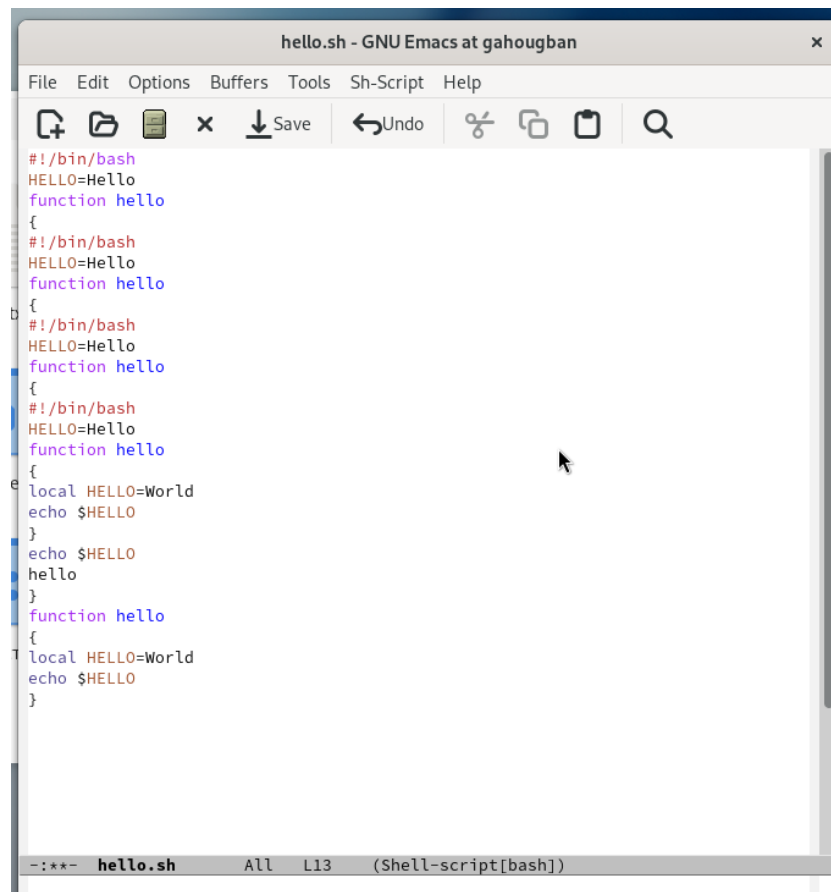 hello.sh - GNU Emacs at gahougban
File Edit Options Buffers Tools Sh-Script Help
Save Undo
#!/bin/bash
HELLO=Hello
function hello
{
#!/bin/bash
HELLO=Hello
function hello
{
#!/bin/bash
HELLO=Hello
function hello
{
#!/bin/bash
HELLO=Hello
function hello
{
local HELLO=World
echo $HELLO
}
echo $HELLO
hello
}
function hello
{
local HELLO=World
echo $HELLO
}
-:**- hello.sh All L13 (Shell-script[bash])